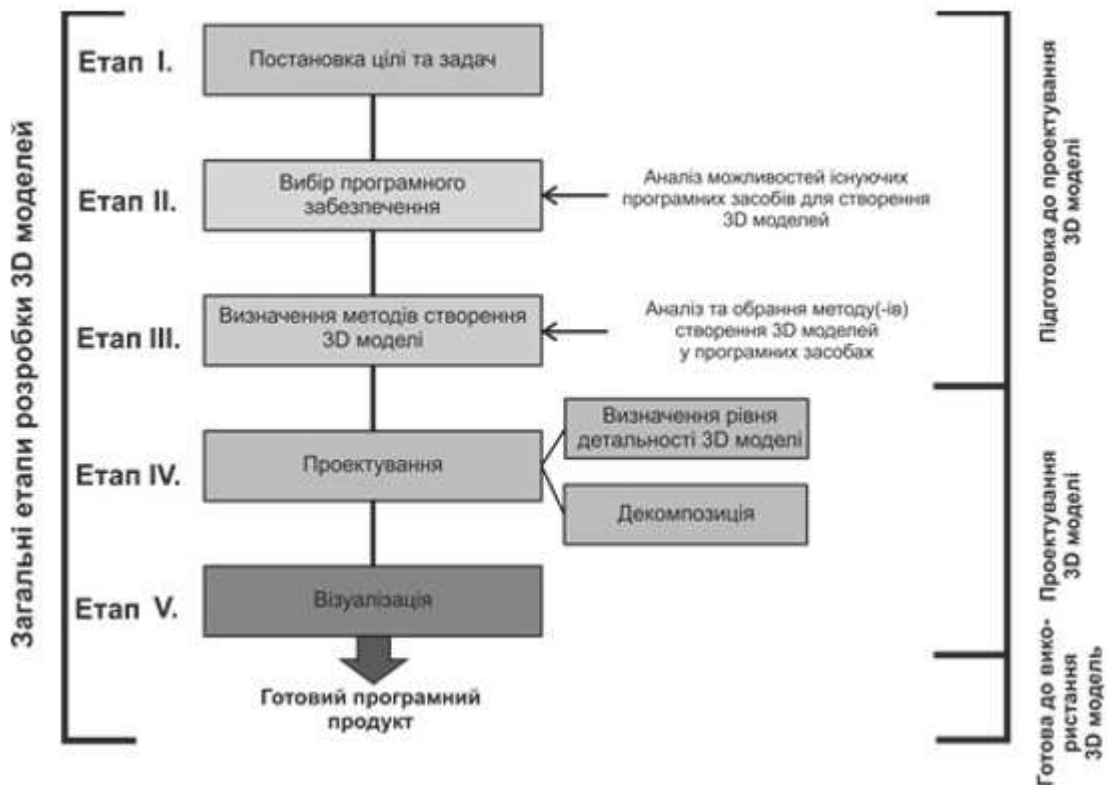 Загальні етапи розробки 3D моделей
Етап I.
Постановка цілі та задач
Етап II.
Вибір програмного
забезпечення
Аналіз можливостей існуючих
програмних засобів для створення
3D моделей
Етап III.
Визначення методів створення
3D моделі
Аналіз та обрання методу(-ів)
створення 3D моделей
у програмних засобах
Етап IV.
Проектування
Визначення рівня
детальності 3D моделі
Декомпозиція
Етап V.
Візуалізація
Готовий програмний
продукт
Підготовка до проектування
3D моделі
Проектування
3D моделі
Готова до вико-
ристання
3D модель